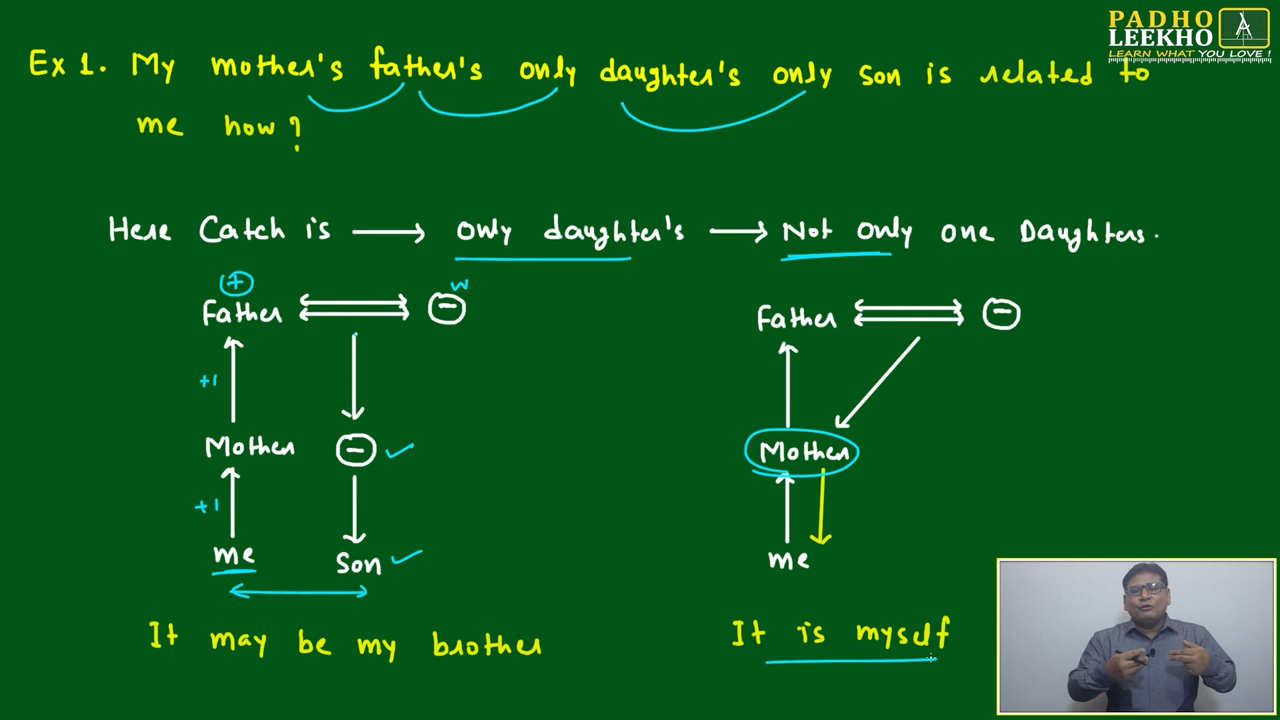 PADHO
LEEKHO
LEARN WHAT YOU LOVE !
Ex 1. My mother's father's only daughter's only son is related to
me how?
Here Catch is → only daughter's → Not only one Daughters.
+ W
Father ⇔ − Father ⇔ −
+1
Mother − ✓ Mother
+1
me Son ✓ me
It may be my brother It is myself